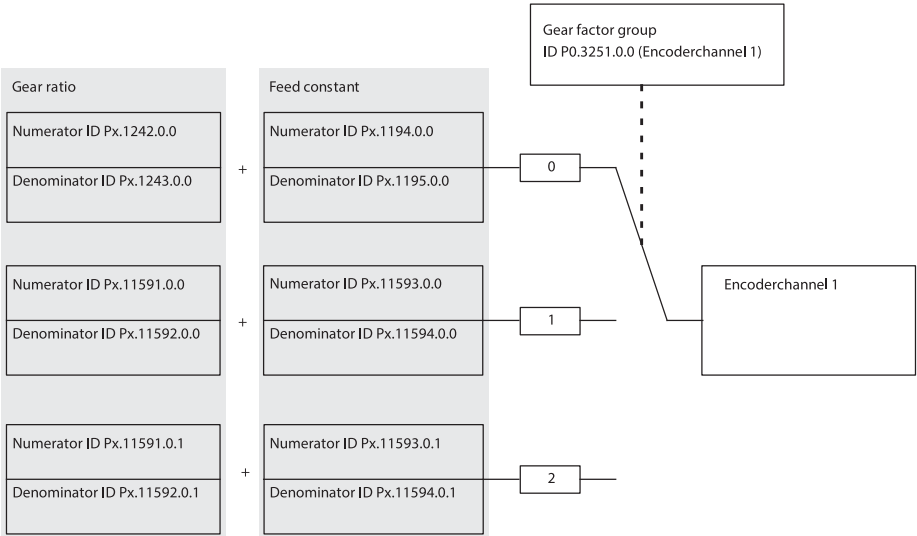 Gear factor group
ID P0.3251.0.0 (Encoderchannel 1)
Gear ratio
Feed constant
Numerator ID Px.1242.0.0
Denominator ID Px.1243.0.0
+
Numerator ID Px.1194.0.0
Denominator ID Px.1195.0.0
0
Numerator ID Px.11591.0.0
Denominator ID Px.11592.0.0
+
Numerator ID Px.11593.0.0
Denominator ID Px.11594.0.0
1
Encoderchannel 1
Numerator ID Px.11591.0.1
Denominator ID Px.11592.0.1
+
Numerator ID Px.11593.0.1
Denominator ID Px.11594.0.1
2